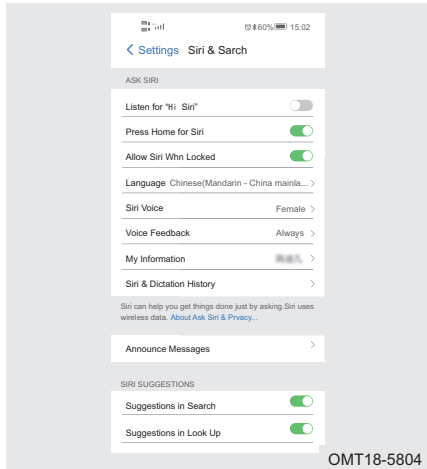 60% 15:02
Settings Siri & Sarch
ASK SIRI
Listen for "Hi Siri"
Press Home for Siri
Allow Siri Whn Locked
Language Chinese(Mandarin - China mainla...
Siri Voice Female
Voice Feedback Always
My Information
Siri & Dictation History
Siri can help you get things done just by asking.Siri uses
wireless data. About Ask Siri & Prvacy...
Announce Messages
SIRI SUGGESTIONS
Suggestions in Search
Suggestions in Look Up
OMT18-5804